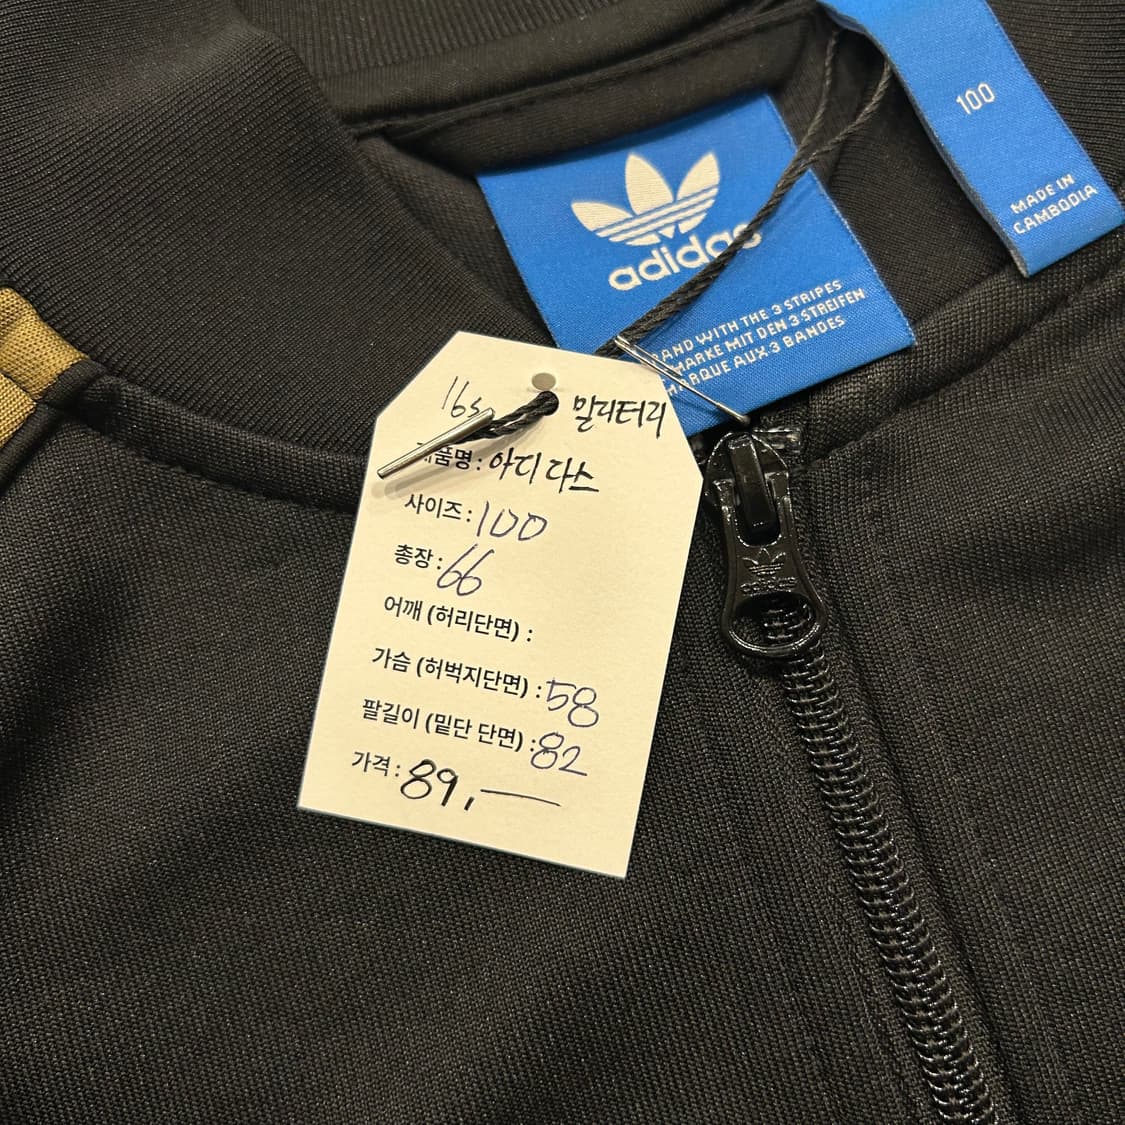 100
MADE IN
CAMBODIA
adidas
BRAND WITH THE 3 STRIPES
MARKE MIT DEN 3 STREIFEN
MARQUE AUX 3 BANDES
adidas
밀리터리
제품명 : 아디다스
사이즈 : 100
총장 : 66
어깨 (허리단면) :
가슴 (허벅지단면) : 58
팔길이 (밑단 단면) : 82
가격 : 89,—